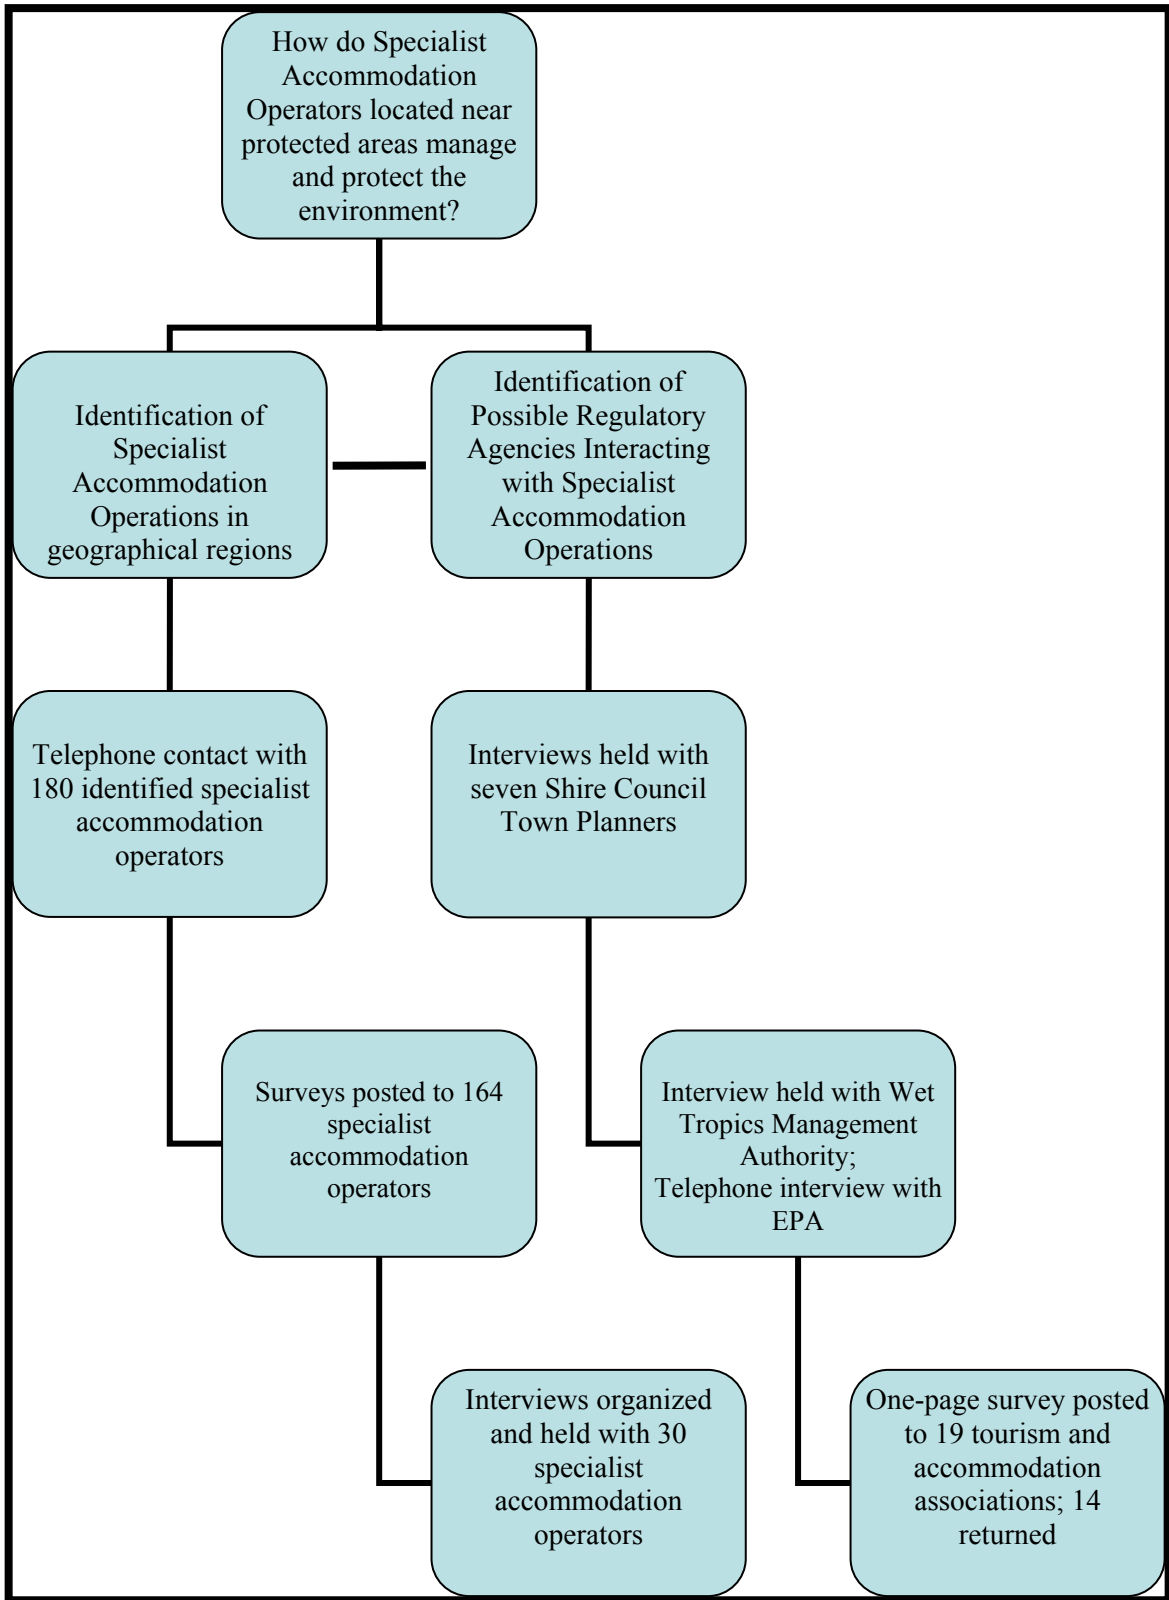 How do Specialist
Accommodation
Operators located near
protected areas manage
and protect the
environment?
Identification of
Specialist
Accommodation
Operations in
geographical regions
Identification of
Possible Regulatory
Agencies Interacting
with Specialist
Accommodation
Operations
Telephone contact with
180 identified specialist
accommodation
operators
Interviews held with
seven Shire Council
Town Planners
Surveys posted to 164
specialist
accommodation
operators
Interview held with Wet
Tropics Management
Authority;
Telephone interview with
EPA
Interviews organized
and held with 30
specialist
accommodation
operators
One-page survey posted
to 19 tourism and
accommodation
associations; 14
returned